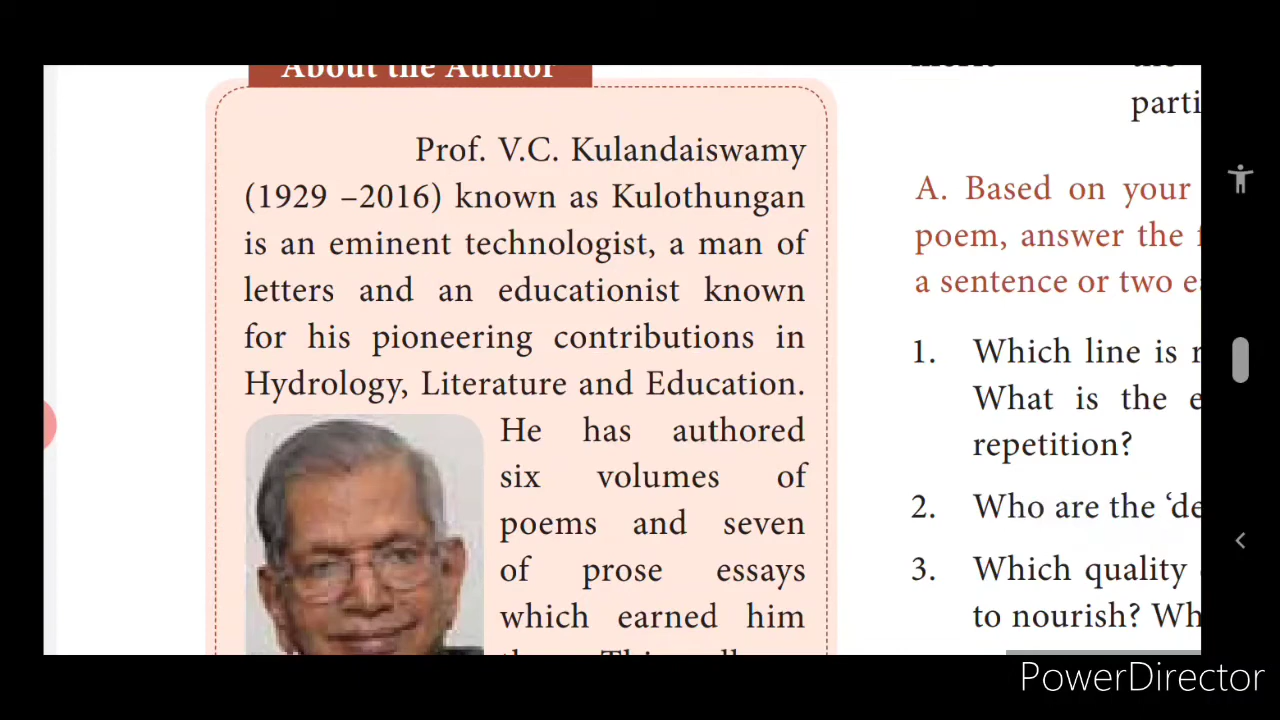 About the Author
Prof. V.C. Kulandaiswamy
(1929 –2016) known as Kulothungan
is an eminent technologist, a man of
letters and an educationist known
for his pioneering contributions in
Hydrology, Literature and Education.
He has authored
six volumes of
poems and seven
of prose essays
which earned him
parti
A. Based on your
poem, answer the f
a sentence or two ea
1. Which line is r
What is the e
repetition?
2. Who are the ‘de
3. Which quality
to nourish? Wh
PowerDirector